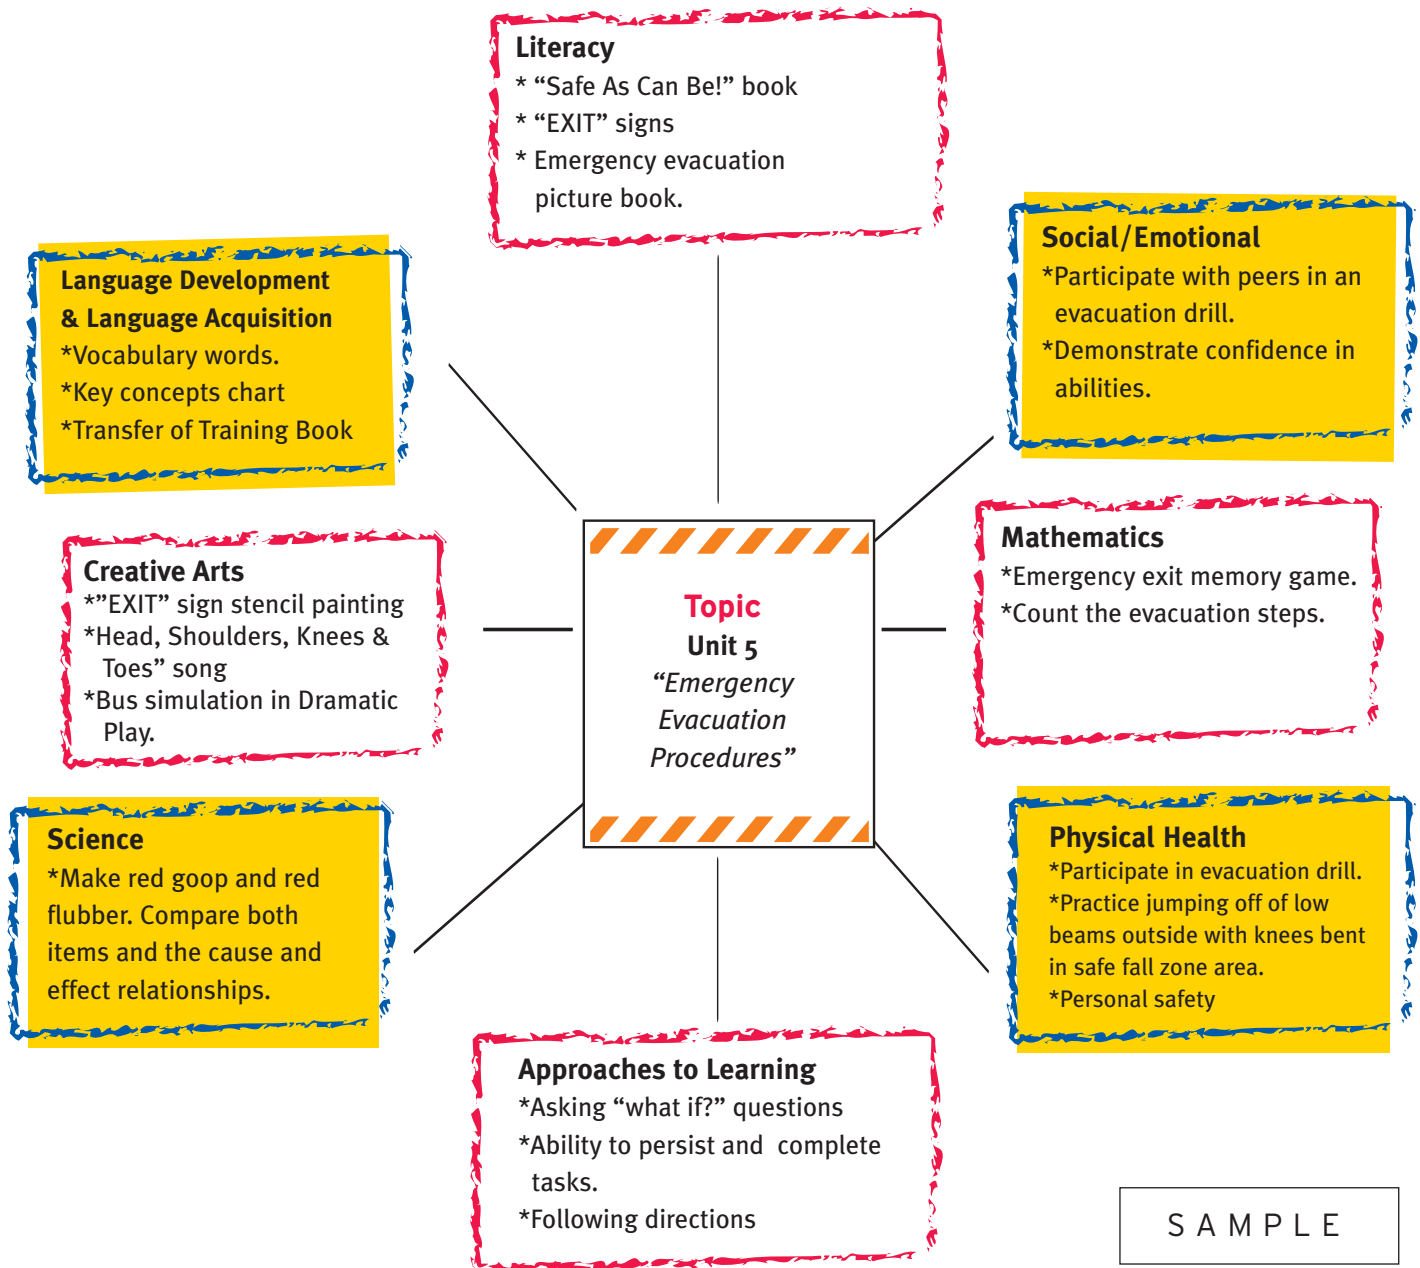 Literacy
* “Safe As Can Be!” book
* “EXIT” signs
* Emergency evacuation
picture book.
Language Development
& Language Acquisition
*Vocabulary words.
*Key concepts chart
*Transfer of Training Book
Social/Emotional
*Participate with peers in an
evacuation drill.
*Demonstrate confidence in
abilities.
Creative Arts
*”EXIT” sign stencil painting
*Head, Shoulders, Knees &
Toes” song
*Bus simulation in Dramatic
Play.
Topic
Unit 5
“Emergency
Evacuation
Procedures”
Mathematics
*Emergency exit memory game.
*Count the evacuation steps.
Science
*Make red goop and red
flubber. Compare both
items and the cause and
effect relationships.
Physical Health
*Participate in evacuation drill.
*Practice jumping off of low
beams outside with knees bent
in safe fall zone area.
*Personal safety
Approaches to Learning
*Asking “what if?” questions
*Ability to persist and  complete
tasks.
*Following directions
SAMPLE